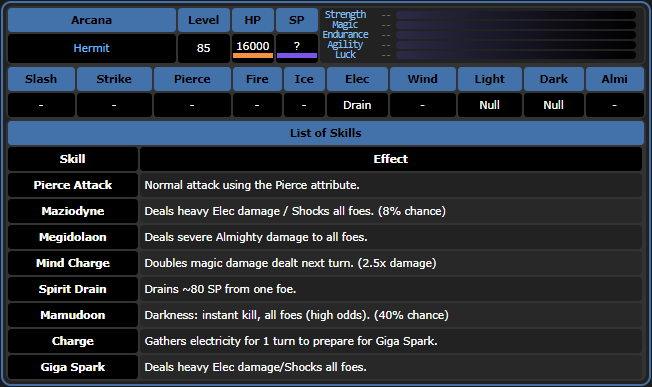 Arcana Level HP SP
Hermit 85 16000 ?
Strength --
Magic --
Endurance --
Agility --
Luck --
Slash Strike Pierce Fire Ice Elec Wind Light Dark Almi
- - - - - Drain - Null Null -
List of Skills
Skill Effect
Pierce Attack Normal attack using the Pierce attribute.
Maziodyne Deals heavy Elec damage / Shocks all foes. (8% chance)
Megidolaon Deals severe Almighty damage to all foes.
Mind Charge Doubles magic damage dealt next turn. (2.5x damage)
Spirit Drain Drains ~80 SP from one foe.
Mamudoon Darkness: instant kill, all foes (high odds). (40% chance)
Charge Gathers electricity for 1 turn to prepare for Giga Spark.
Giga Spark Deals heavy Elec damage/Shocks all foes.